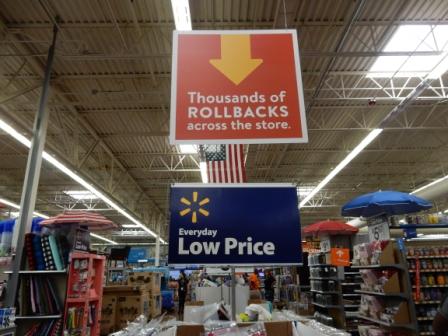 Thousands of
ROLLBACKS
across the store.
Everyday
Low Price